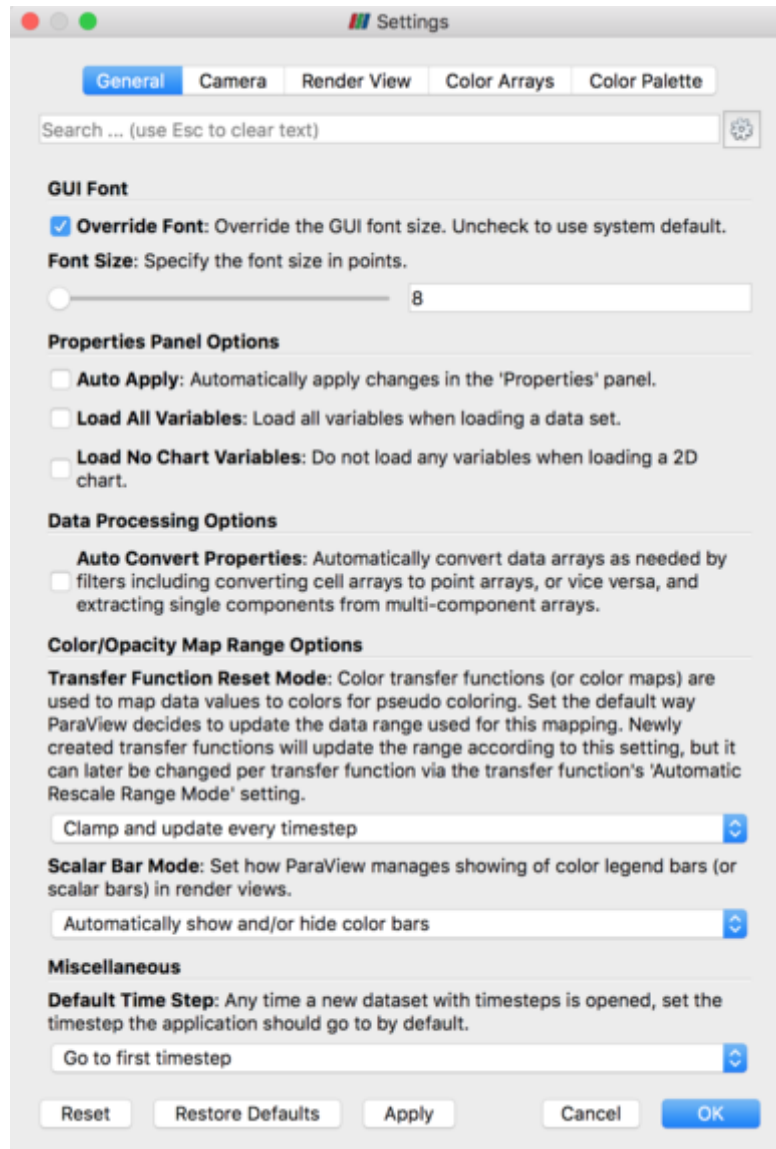 Settings
General Camera Render View Color Arrays Color Palette
Search ... (use Esc to clear text)
GUI Font
Override Font: Override the GUI font size. Uncheck to use system default.
Font Size: Specify the font size in points.
8
Properties Panel Options
Auto Apply: Automatically apply changes in the 'Properties' panel.
Load All Variables: Load all variables when loading a data set.
Load No Chart Variables: Do not load any variables when loading a 2D
chart.
Data Processing Options
Auto Convert Properties: Automatically convert data arrays as needed by
filters including converting cell arrays to point arrays, or vice versa, and
extracting single components from multi-component arrays.
Color/Opacity Map Range Options
Transfer Function Reset Mode: Color transfer functions (or color maps) are
used to map data values to colors for pseudo coloring. Set the default way
ParaView decides to update the data range used for this mapping. Newly
created transfer functions will update the range according to this setting, but it
can later be changed per transfer function via the transfer function's 'Automatic
Rescale Range Mode' setting.
Clamp and update every timestep
Scalar Bar Mode: Set how ParaView manages showing of color legend bars (or
scalar bars) in render views.
Automatically show and/or hide color bars
Miscellaneous
Default Time Step: Any time a new dataset with timesteps is opened, set the
timestep the application should go to by default.
Go to first timestep
Reset Restore Defaults Apply Cancel OK